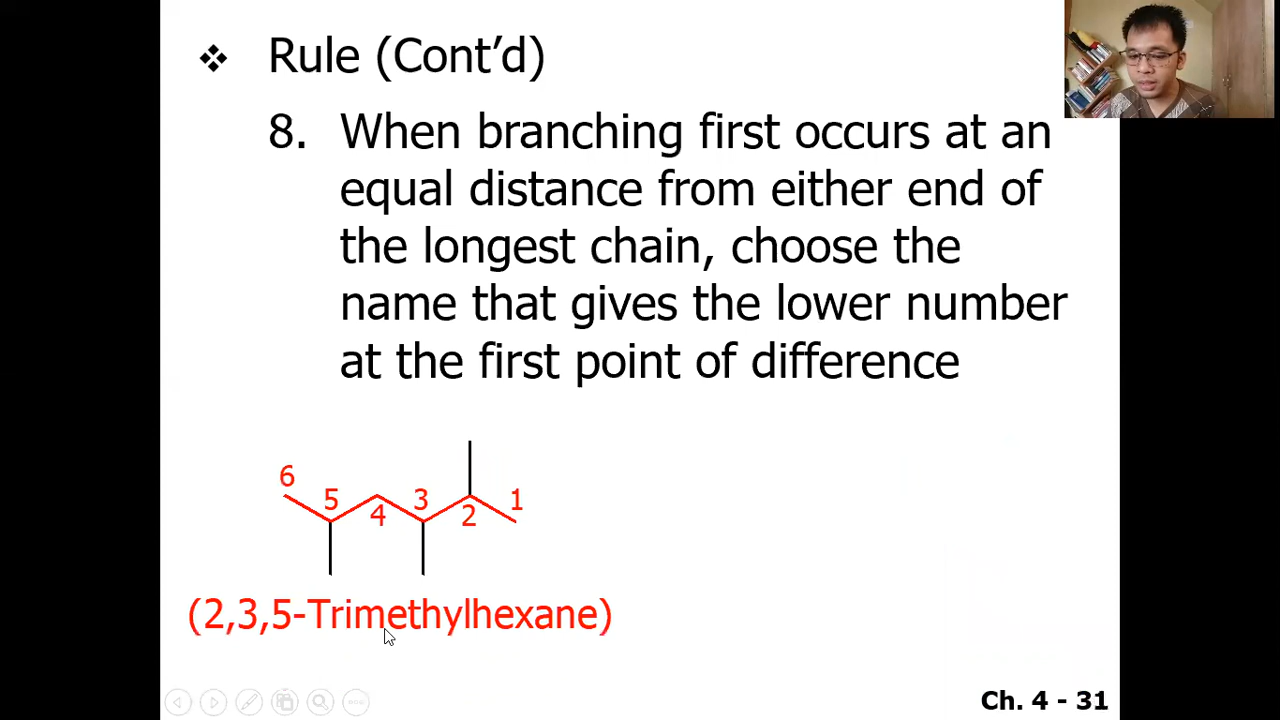 ❖ Rule (Cont’d)
8. When branching first occurs at an
equal distance from either end of
the longest chain, choose the
name that gives the lower number
at the first point of difference
6
5
4
3
2
1
(2,3,5-Trimethylhexane)
Ch. 4 - 31